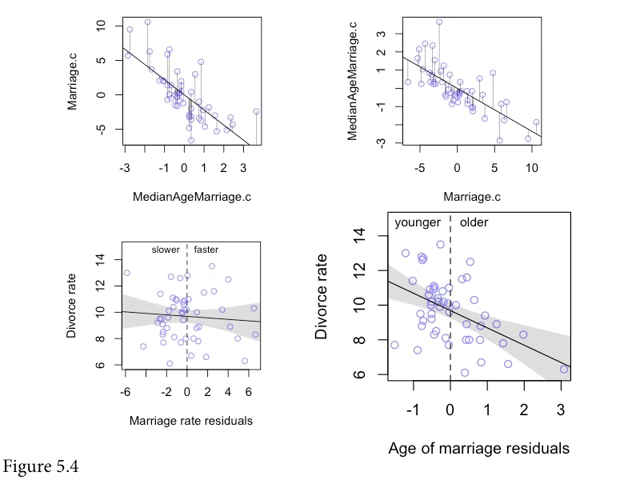 Marriage.c
10
5
0
-5
-3 -1 0 1 2 3
MedianAgeMarriage.c
MedianAgeMarriage.c
3
2
1
-1
-3
-5 0 5 10
Marriage.c
slower faster
Divorce rate
14
12
10
8
6
-6 -2 0 2 4 6
Marriage rate residuals
younger older
Divorce rate
14
12
10
8
6
-1 0 1 2 3
Age of marriage residuals
Figure 5.4